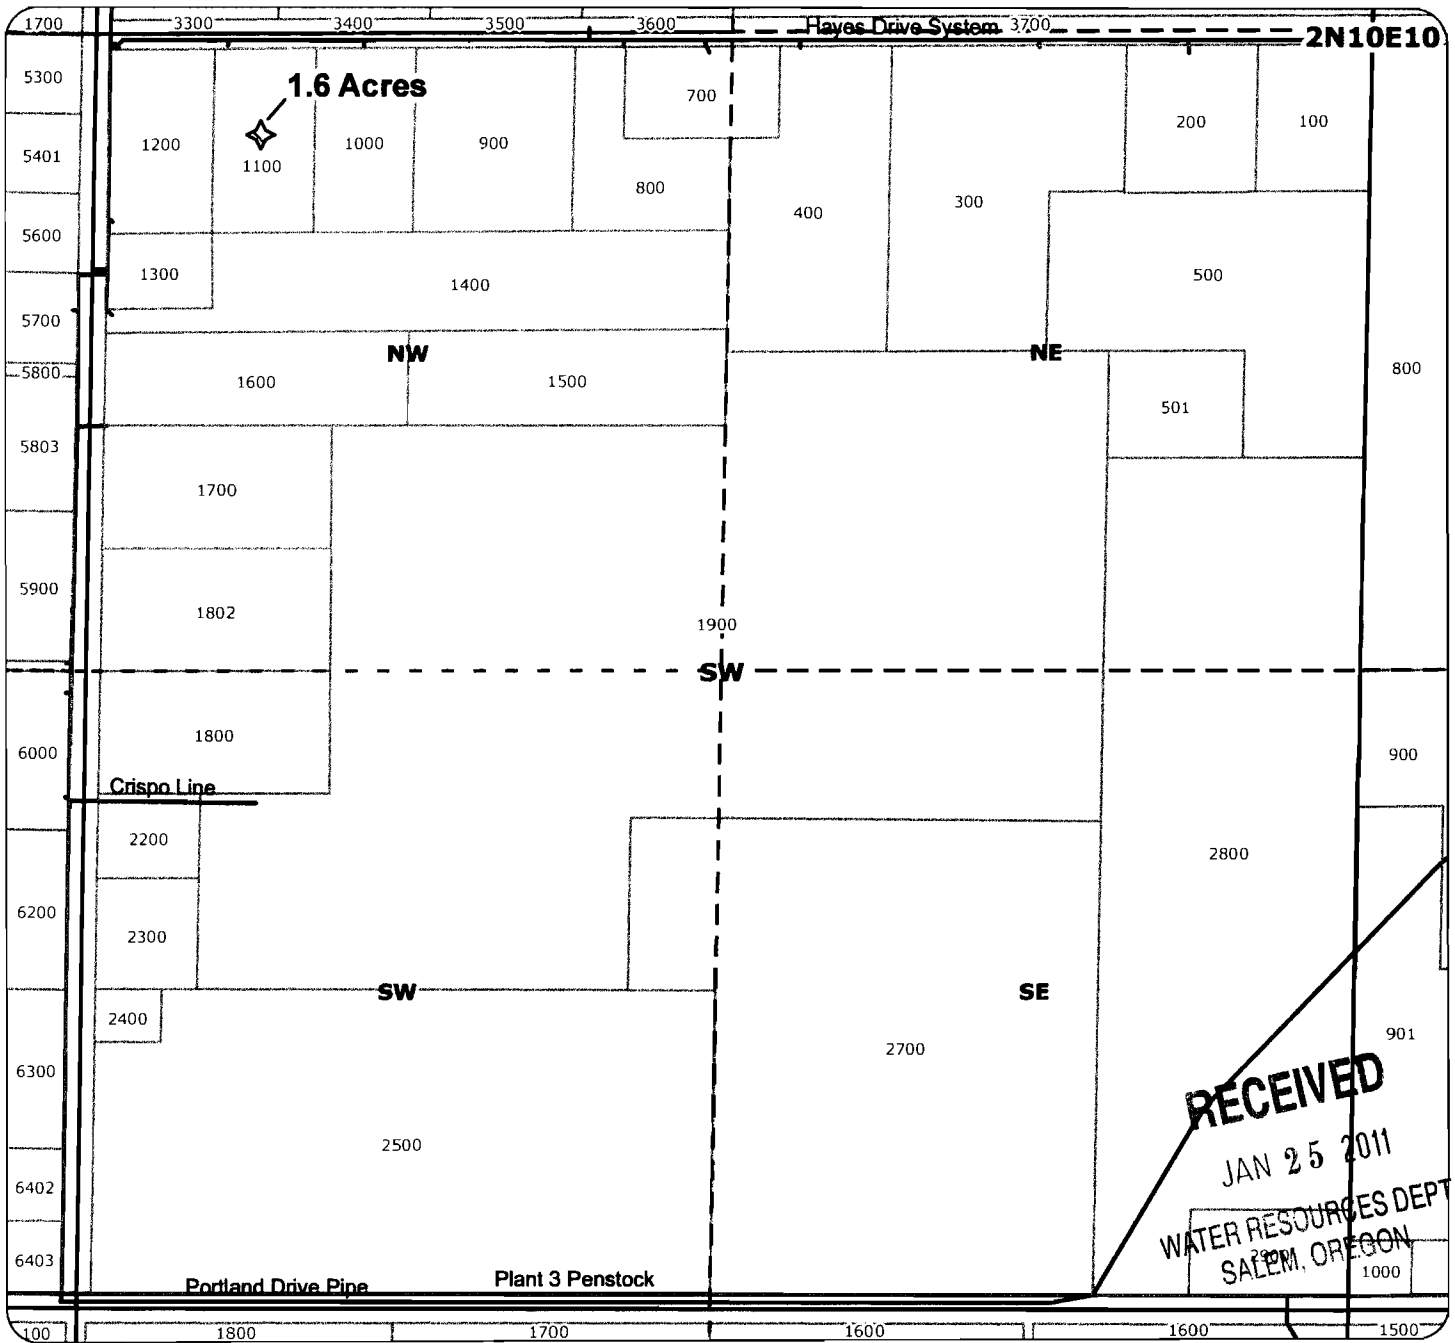 1700 3300 3400 3500 3600 Hayes Drive System 3700
2N10E10
5300 1.6 Acres 700
5401 1200 1100 1000 900 200 100
800 400 300
5600
1300 1400 500
5700
NW NE
5800 1600 1500 800
501
5803
1700
5900 1802
1900
SW
1800
6000 900
Crispo Line
2200
2800
6200
2300
SW SE
2400
2700 901
6300
RECEIVED
2500
JAN 25 2011
6402
WATER RESOURCES DEPT
SALEM, OREGON
6403 1000
Portland Drive Pipe Plant 3 Penstock
100 1800 1700 1600 1600 1500